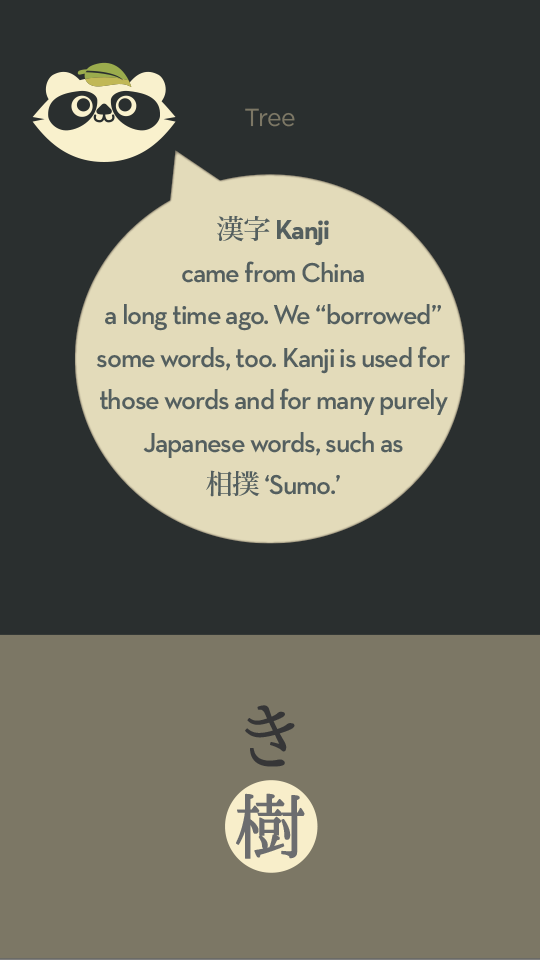 Tree
漢字 Kanji
came from China
a long time ago. We “borrowed”
some words, too. Kanji is used for
those words and for many purely
Japanese words, such as
相撲 ‘Sumo.’
き
樹